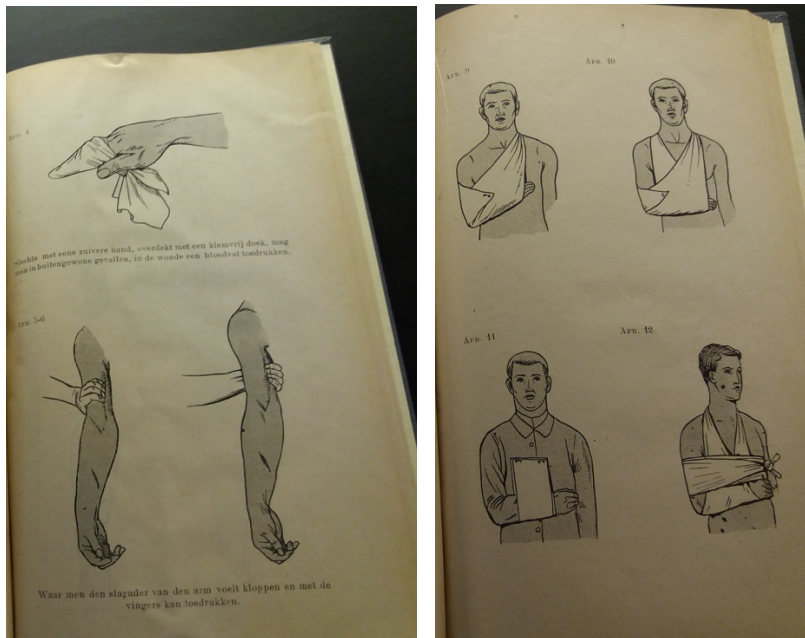 Afb. 4
Slechts met eene zuivere hand, overdekt met een kiemvrij doek, mag
men in buitengewone gevallen, in de wonde een bloedvat toedrukken.
Afb. 5-6
Waar men den slagader van den arm voelt kloppen en met de
vingers kan toedrukken.
Afb. 9
Afb. 10
Afb. 11
Afb. 12